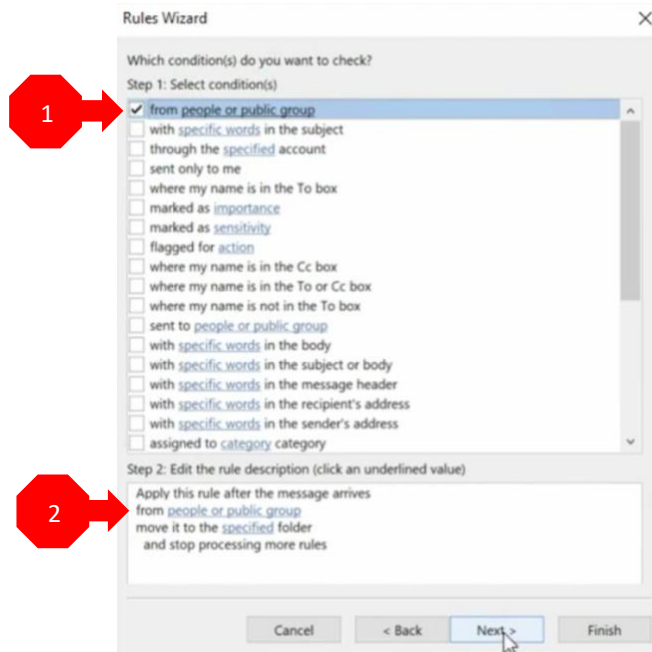 Rules Wizard
Which condition(s) do you want to check?
Step 1: Select condition(s)
1
from people or public group
with specific words in the subject
through the specified account
sent only to me
where my name is in the To box
marked as importance
marked as sensitivity
flagged for action
where my name is in the Cc box
where my name is in the To or Cc box
where my name is not in the To box
sent to people or public group
with specific words in the body
with specific words in the subject or body
with specific words in the message header
with specific words in the recipient's address
with specific words in the sender's address
assigned to category category
Step 2: Edit the rule description (click an underlined value)
Apply this rule after the message arrives
2
from people or public group
move it to the specified folder
and stop processing more rules
Cancel < Back Next > Finish